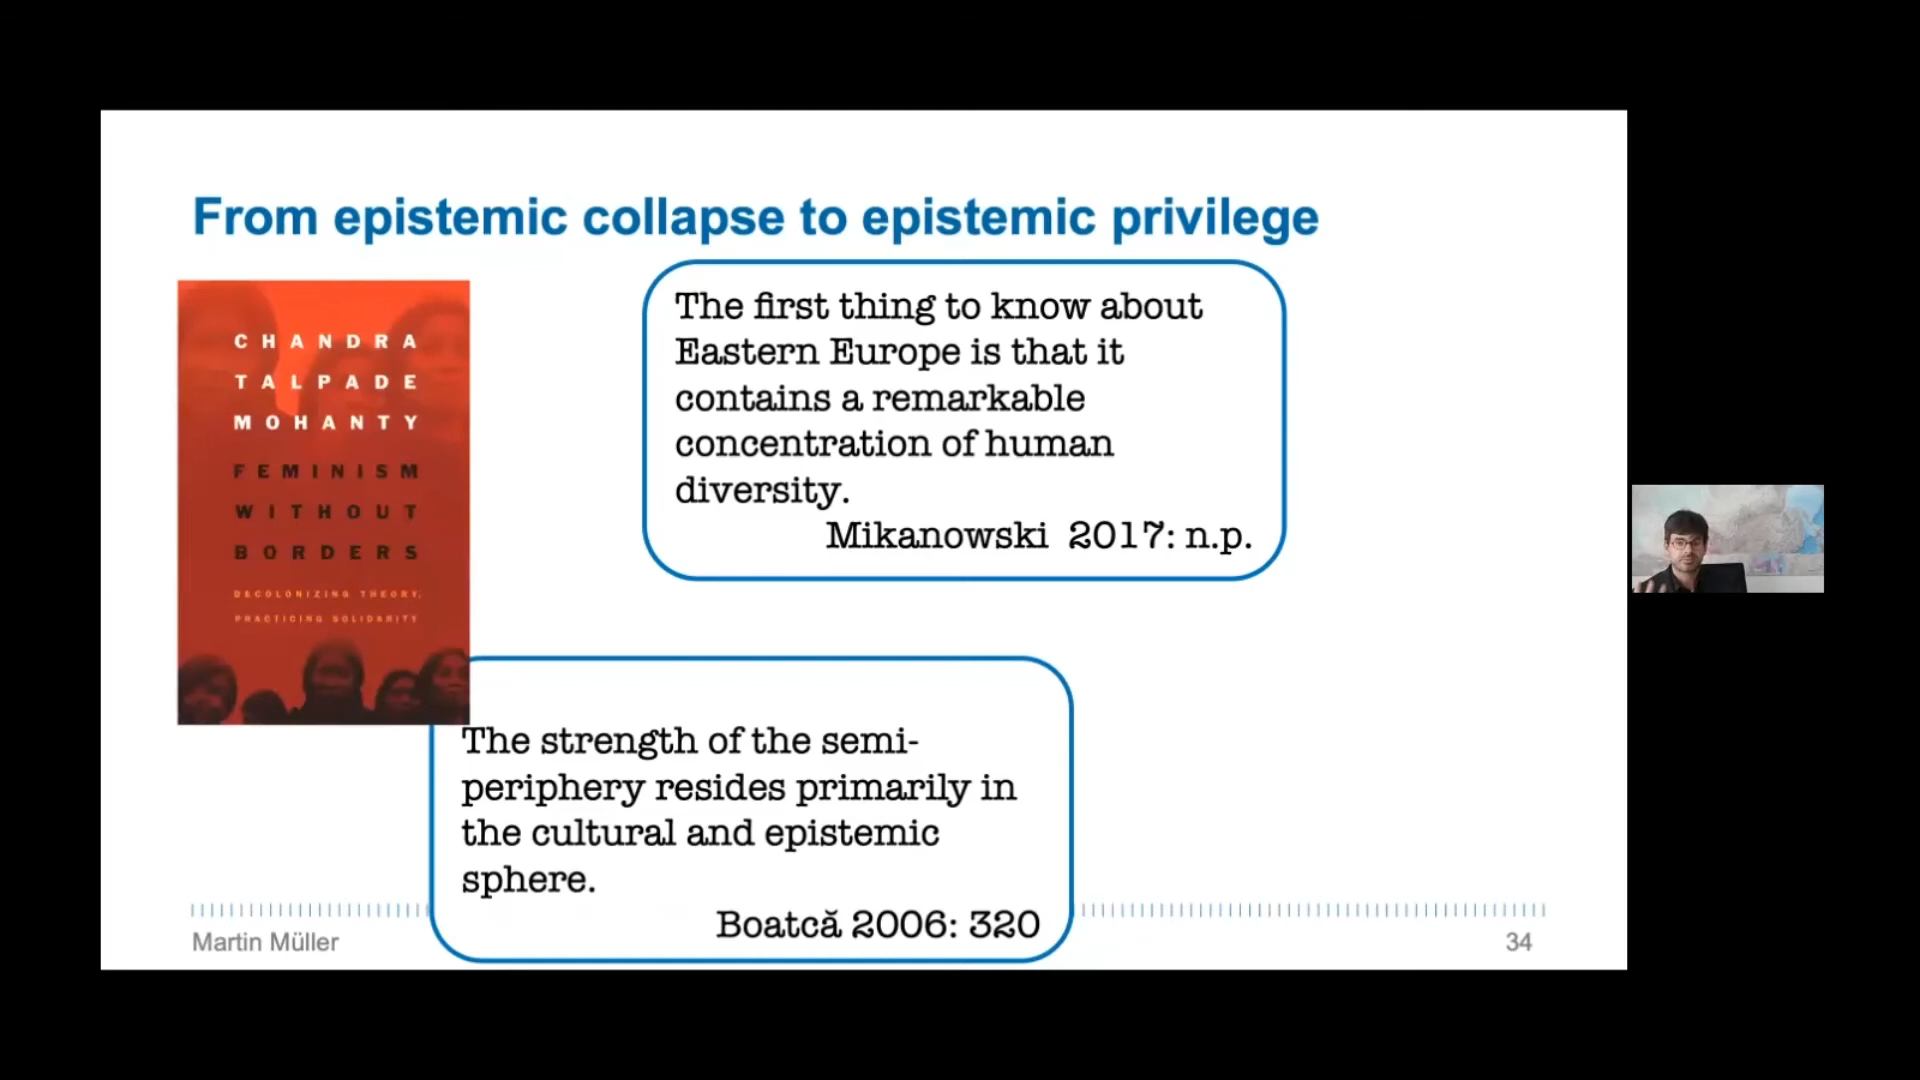 From epistemic collapse to epistemic privilege
CHANDRA
TALPADE
MOHANTY
FEMINISM
WITHOUT
BORDERS
DECOLONIZING THEORY,
PRACTICING SOLIDARITY
The first thing to know about
Eastern Europe is that it
contains a remarkable
concentration of human
diversity.
Mikanowski 2017: n.p.
The strength of the semi-
periphery resides primarily in
the cultural and epistemic
sphere.
Boatcă 2006: 320
Martin Müller
34